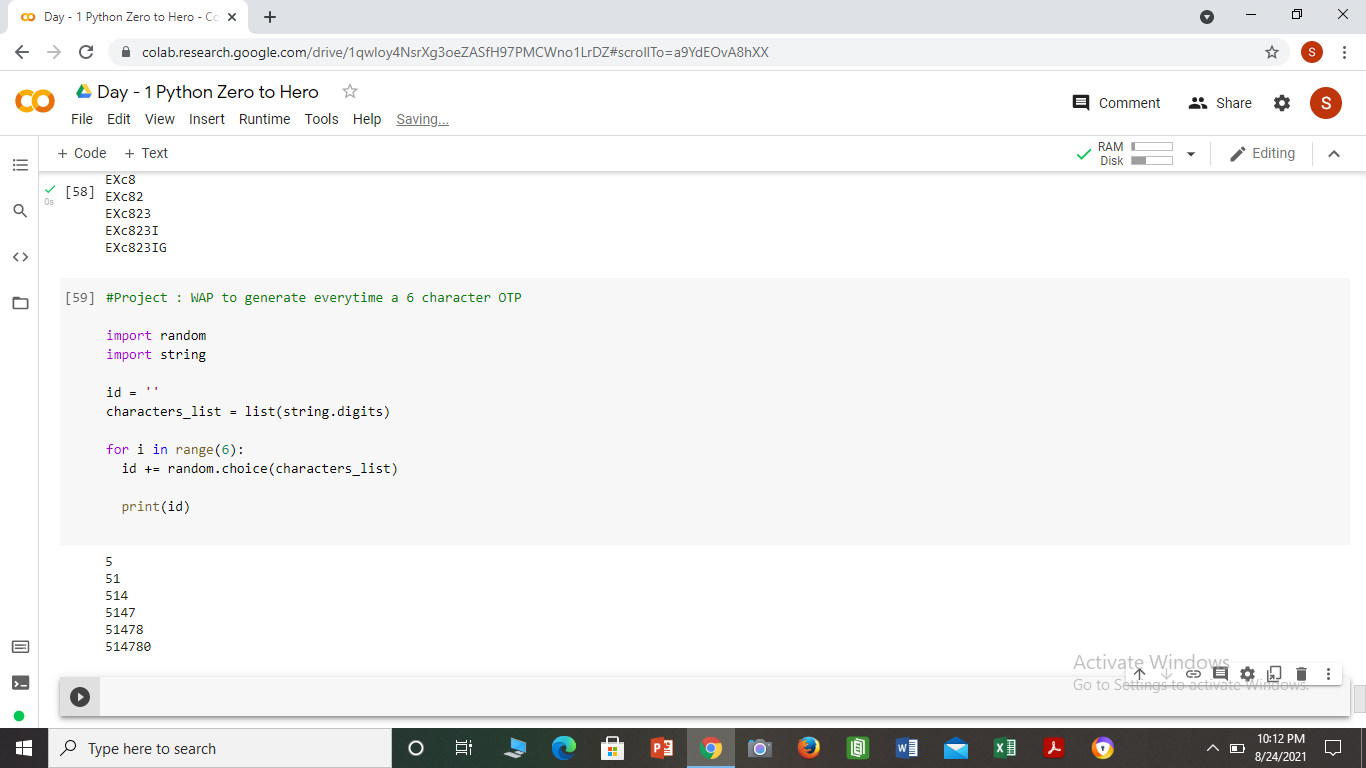 Day - 1 Python Zero to Hero - Co
colab.research.google.com/drive/1qwloy4NsrXg3oeZASfH97PMCWno1LrDZ#scrollTo=a9YdEOvA8hXX
S
Day - 1 Python Zero to Hero
Comment Share S
File Edit View Insert Runtime Tools Help Saving...
+ Code + Text
RAM
Disk
Editing
EXc8
[58] EXc82
0s
EXc823
EXc823I
EXc823IG
[59] #Project : WAP to generate everytime a 6 character OTP
import random
import string
id = ''
characters_list = list(string.digits)
for i in range(6):
  id += random.choice(characters_list)
  print(id)
5
51
514
5147
51478
514780
Activate Windows
Go to Settings to activate Windows.
Type here to search
10:12 PM
8/24/2021